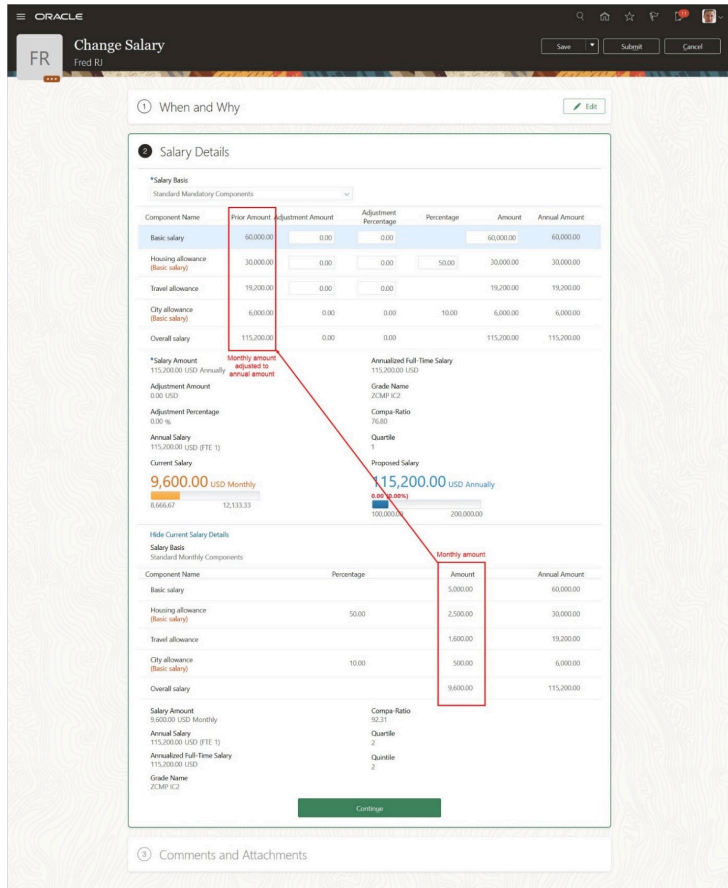 ORACLE
11
FR
Change Salary
Fred RJ
Save
Submit
Cancel
1 When and Why
Edit
2 Salary Details
*Salary Basis
Standard Mandatory Components
Component Name Prior Amount Adjustment Amount Adjustment Percentage Percentage Amount Annual Amount
Basic salary 60,000.00 0.00 0.00 60,000.00 60,000.00
Housing allowance 30,000.00 0.00 0.00 50.00 30,000.00 30,000.00
(Basic salary)
Travel allowance 19,200.00 0.00 0.00 19,200.00 19,200.00
City allowance 6,000.00 0.00 0.00 10.00 6,000.00 6,000.00
(Basic salary)
Overall salary 115,200.00 0.00 0.00 115,200.00 115,200.00
Monthly amount
adjusted to
annual amount
*Salary Amount
115,200.00 USD Annually
Annualized Full-Time Salary
115,200.00 USD
Adjustment Amount
0.00 USD
Grade Name
ZCMP IC2
Adjustment Percentage
0.00 %
Compa-Ratio
76.80
Annual Salary
115,200.00 USD (FTE 1)
Quartile
1
Current Salary
9,600.00 USD Monthly
8,666.67 12,133.33
Proposed Salary
115,200.00 USD Annually
0.00 (0.00%)
100,000.00 200,000.00
Hide Current Salary Details
Salary Basis
Standard Monthly Components
Monthly amount
Component Name Percentage Amount Annual Amount
Basic salary 5,000.00 60,000.00
Housing allowance 50.00 2,500.00 30,000.00
(Basic salary)
Travel allowance 1,600.00 19,200.00
City allowance 10.00 500.00 6,000.00
(Basic salary)
Overall salary 9,600.00 115,200.00
Salary Amount
9,600.00 USD Monthly
Compa-Ratio
92.31
Annual Salary
115,200.00 USD (FTE 1)
Quartile
2
Annualized Full-Time Salary
115,200.00 USD
Quintile
2
Grade Name
ZCMP IC2
Continue
3 Comments and Attachments